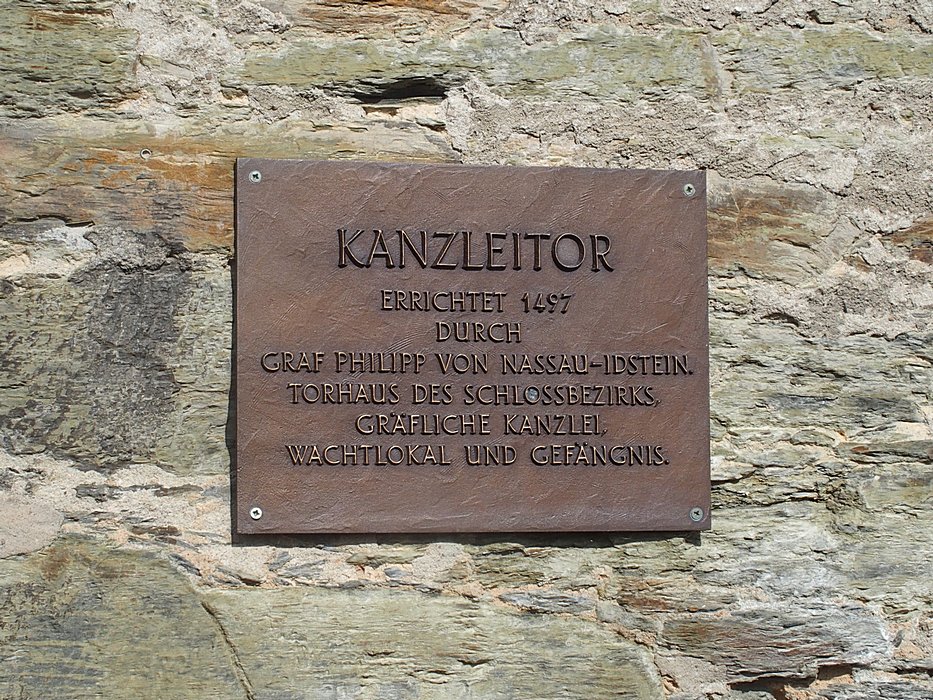 KANZLEITOR
ERRICHTET 1497
DURCH
GRAF PHILIPP VON NASSAU-IDSTEIN.
TORHAUS DES SCHLOSSBEZIRKS,
GRÄFLICHE KANZLEI,
WACHTLOKAL UND GEFÄNGNIS.